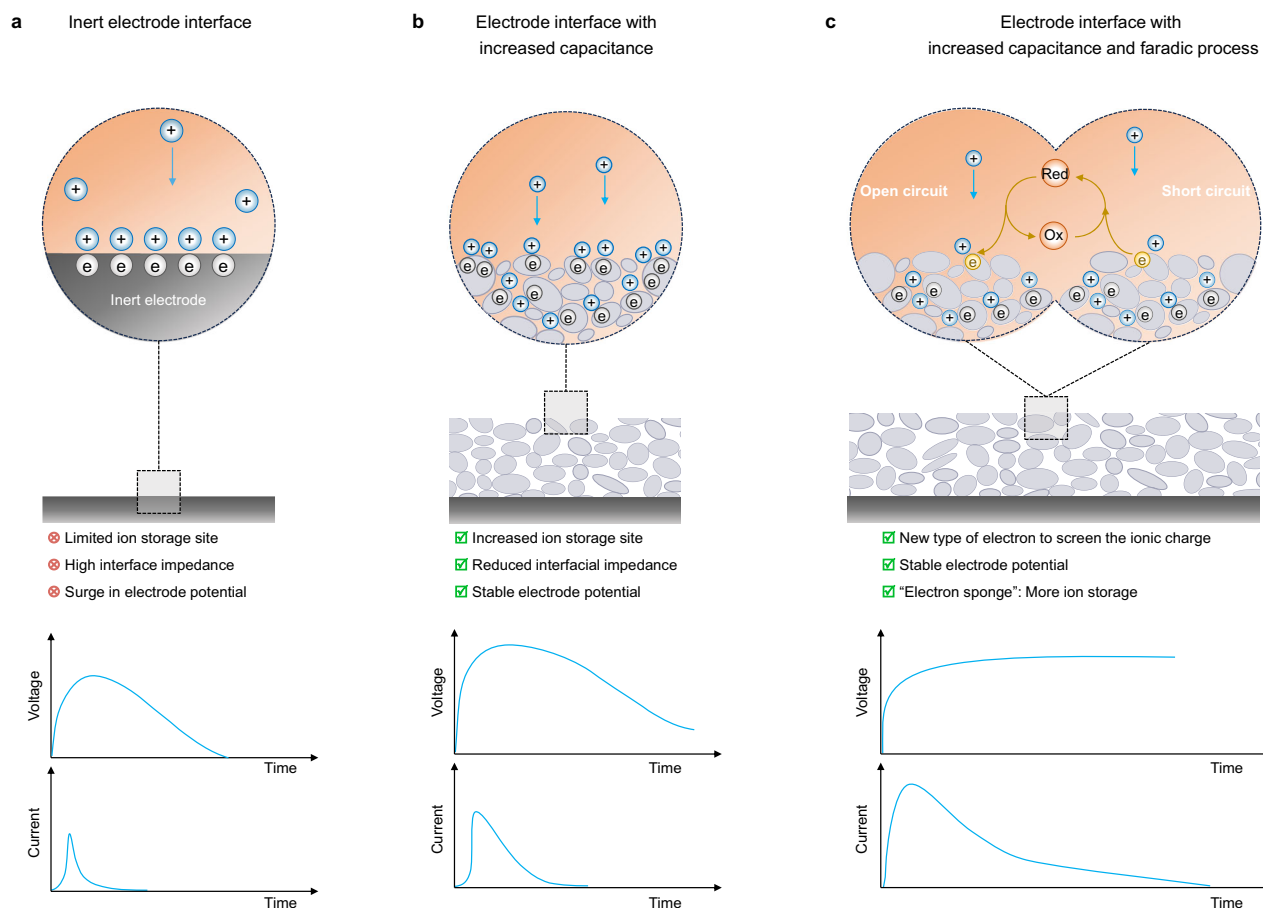 a
Inert electrode interface
+
+
+
+ + + + +
e e e e e
Inert electrode
Limited ion storage site
High interface impedance
Surge in electrode potential
Voltage
Time
Current
Time
b
Electrode interface with
increased capacitance
+
+
+ + + + + + +
e e e e e e
+ + +
e e e
+ + + +
e e
Increased ion storage site
Reduced interfacial impedance
Stable electrode potential
Voltage
Time
Current
Time
c
Electrode interface with
increased capacitance and faradic process
+
+
Red
Open circuit
Short circuit
Ox
+ +
e e
+ + + +
e e e e e e
+ + + + + +
e e
New type of electron to screen the ionic charge
Stable electrode potential
“Electron sponge”: More ion storage
Voltage
Time
Current
Time